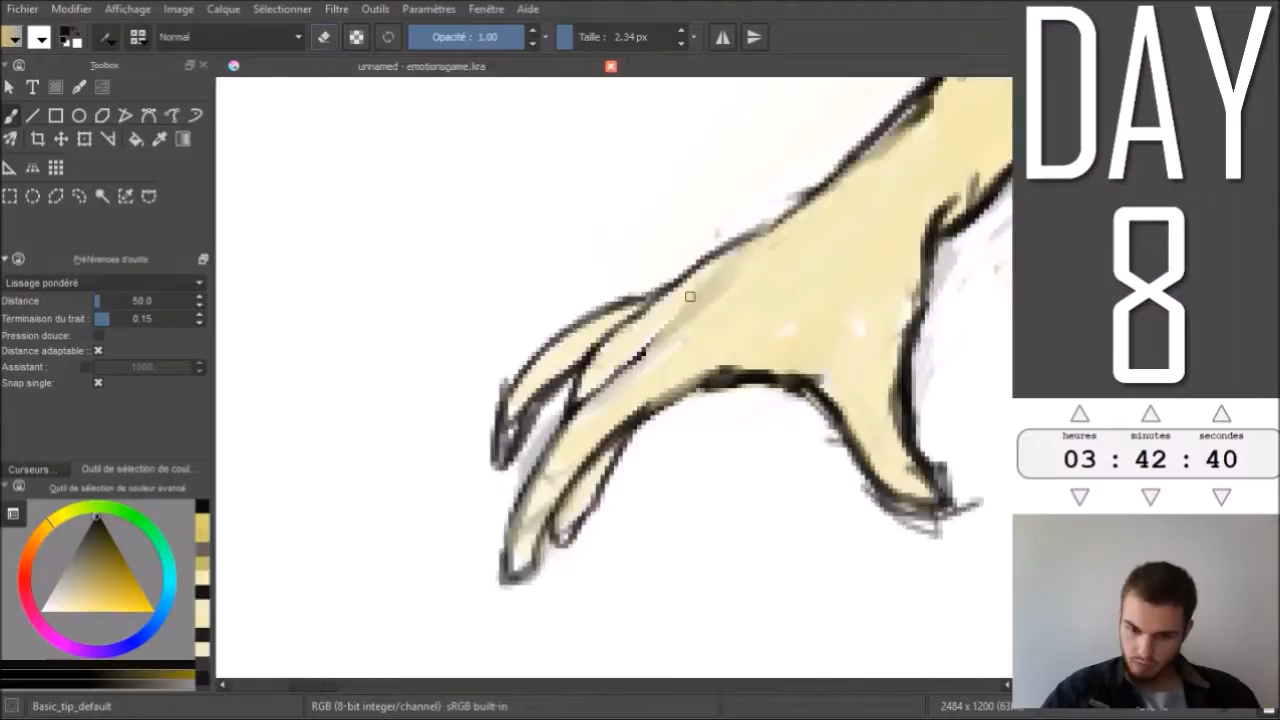 Fichier Modifier Affichage Image Calque Sélectionner Filtre Outils Paramètres Fenêtre Aide
Normal Opacité : 1.00 Taille : 2.34 px
Toolbox
unnamed - emotionsgame.kra
Préférences d'outils
Lissage pondéré
Distance : 50.0
Terminaison du trait : 0.15
Pression douce:
Distance adaptable :
Assistant : 1000
Snap single:
Curseurs... Outil de sélection de coul...
Outil de sélection de couleur avancé
Basic_tip_default RGB (8-bit integer/channel) sRGB built-in 2484 x 1200
DAY
8
heures minutes secondes
03 : 42 : 40